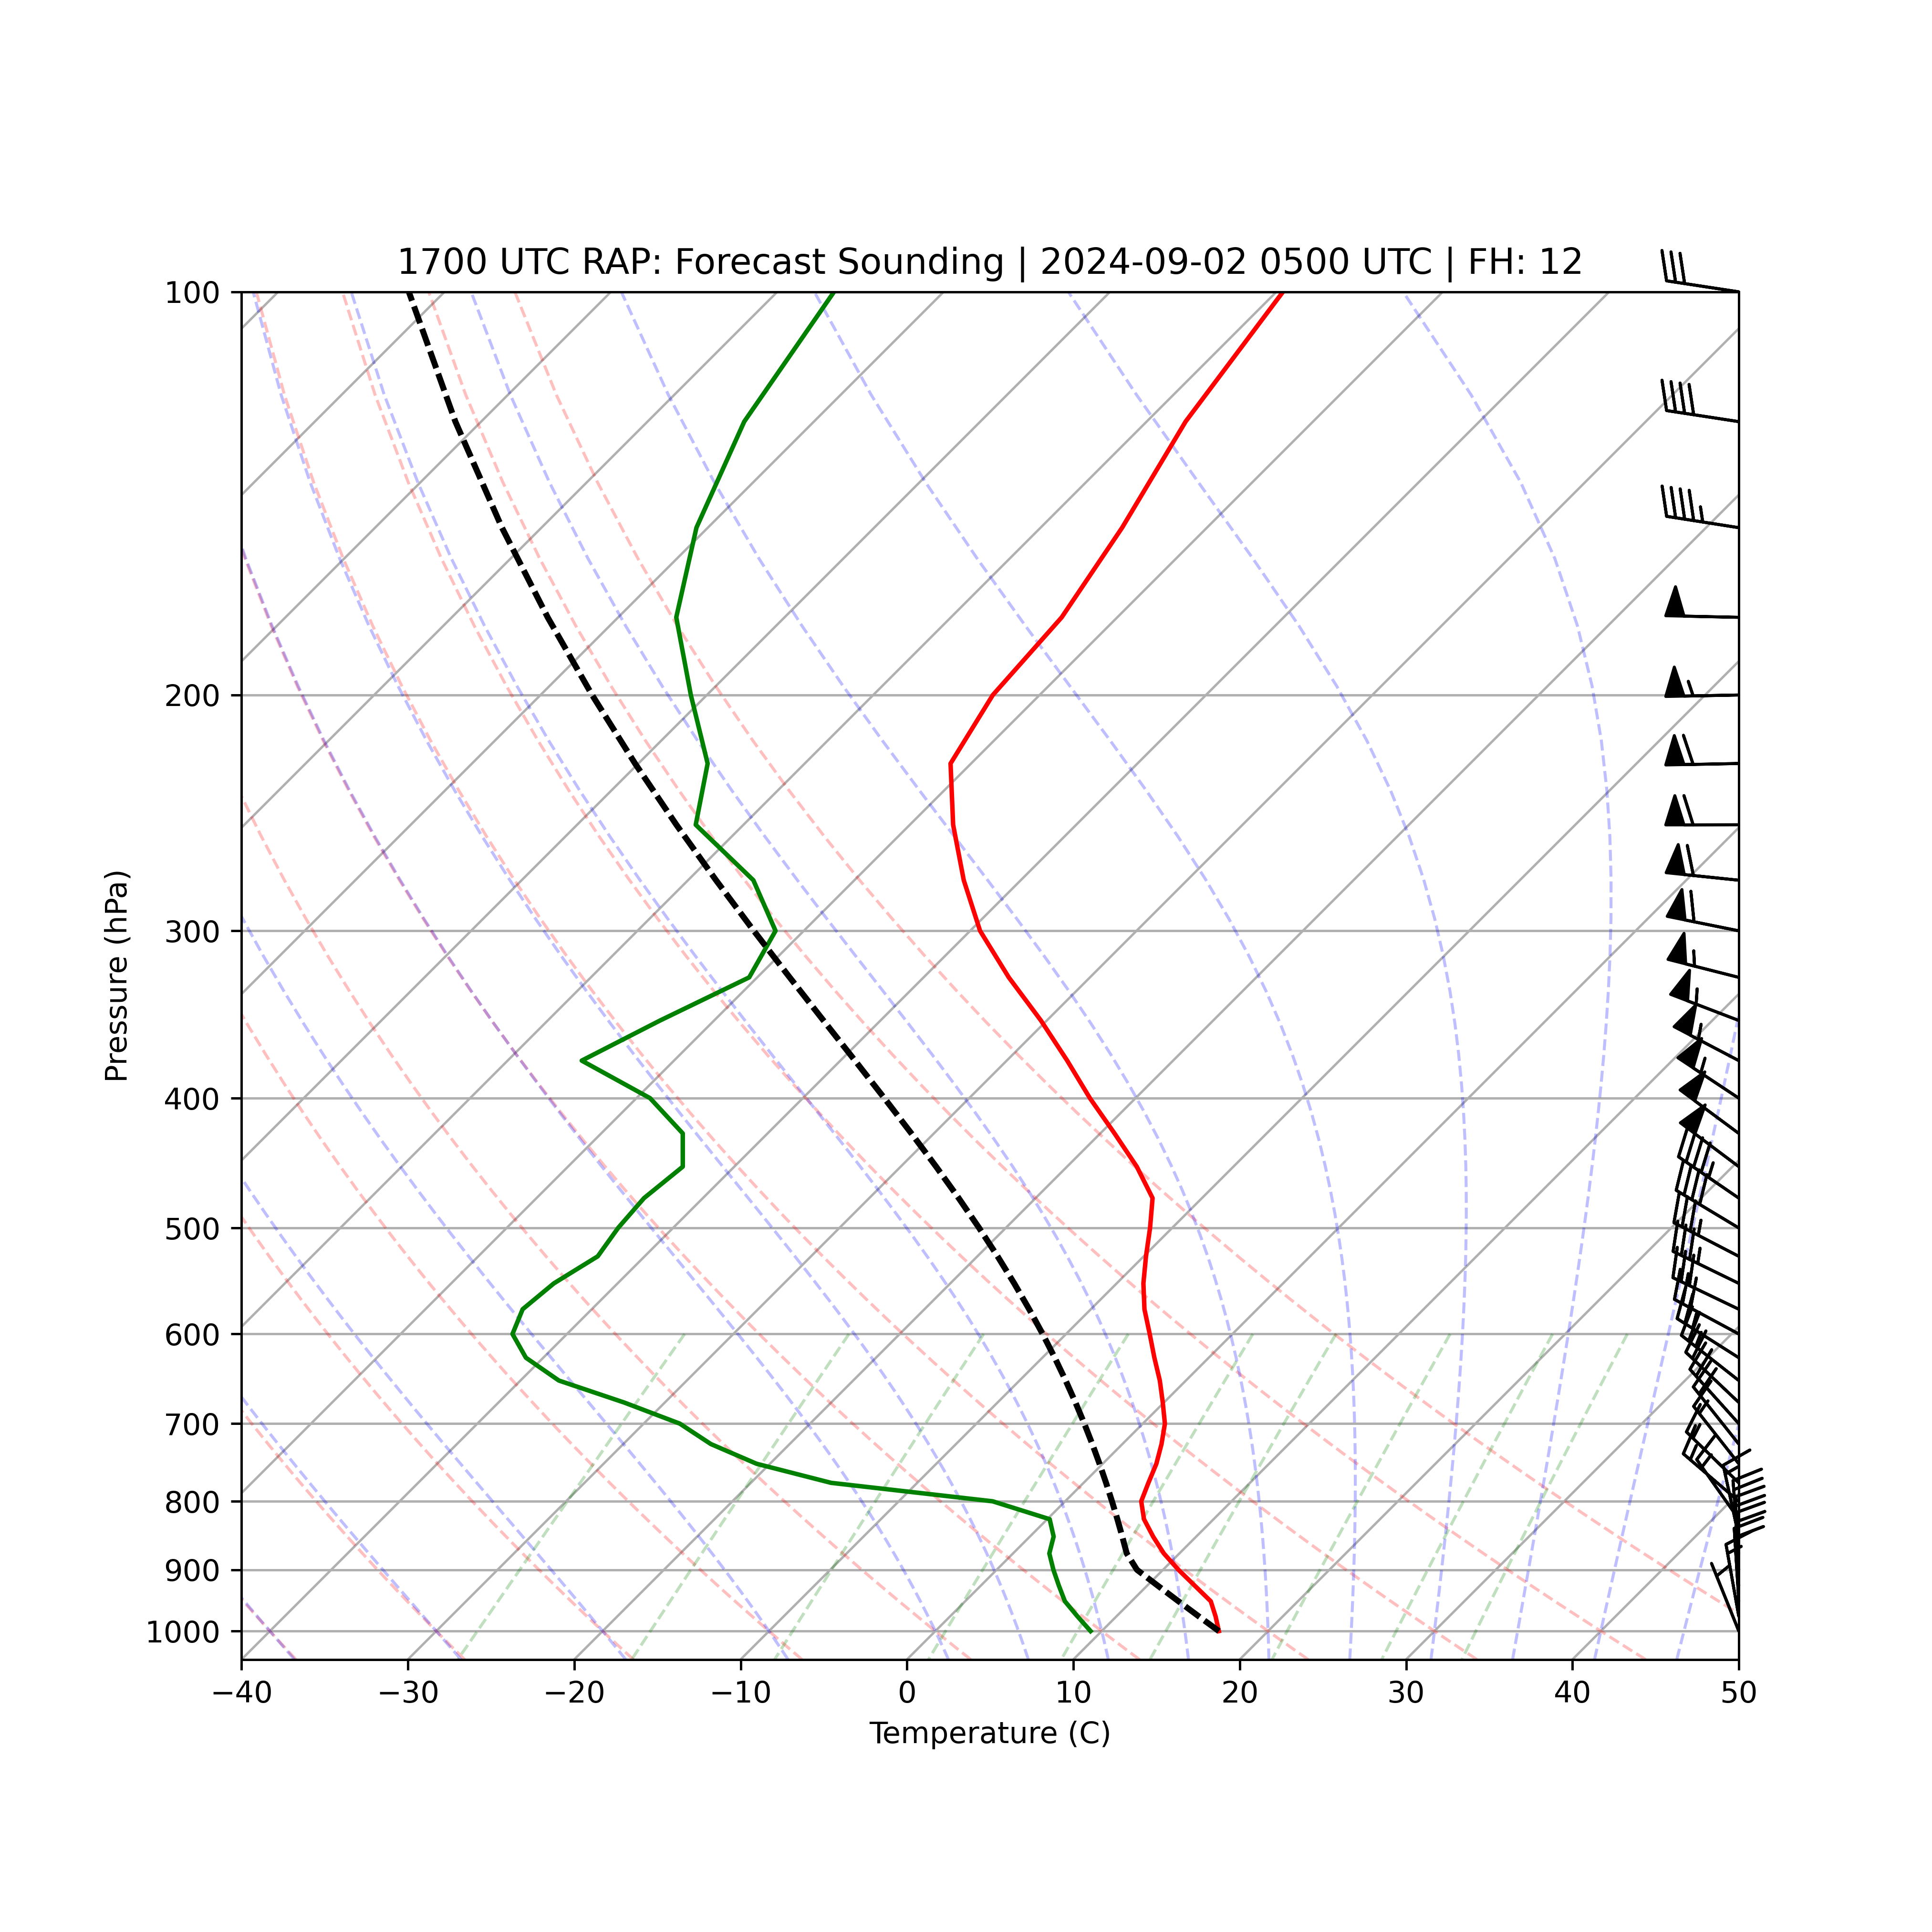 1700 UTC RAP: Forecast Sounding | 2024-09-02 0500 UTC | FH: 12
100
200
300
400
500
600
700
800
900
1000
Pressure (hPa)
−40 −30 −20 −10 0 10 20 30 40 50
Temperature (C)